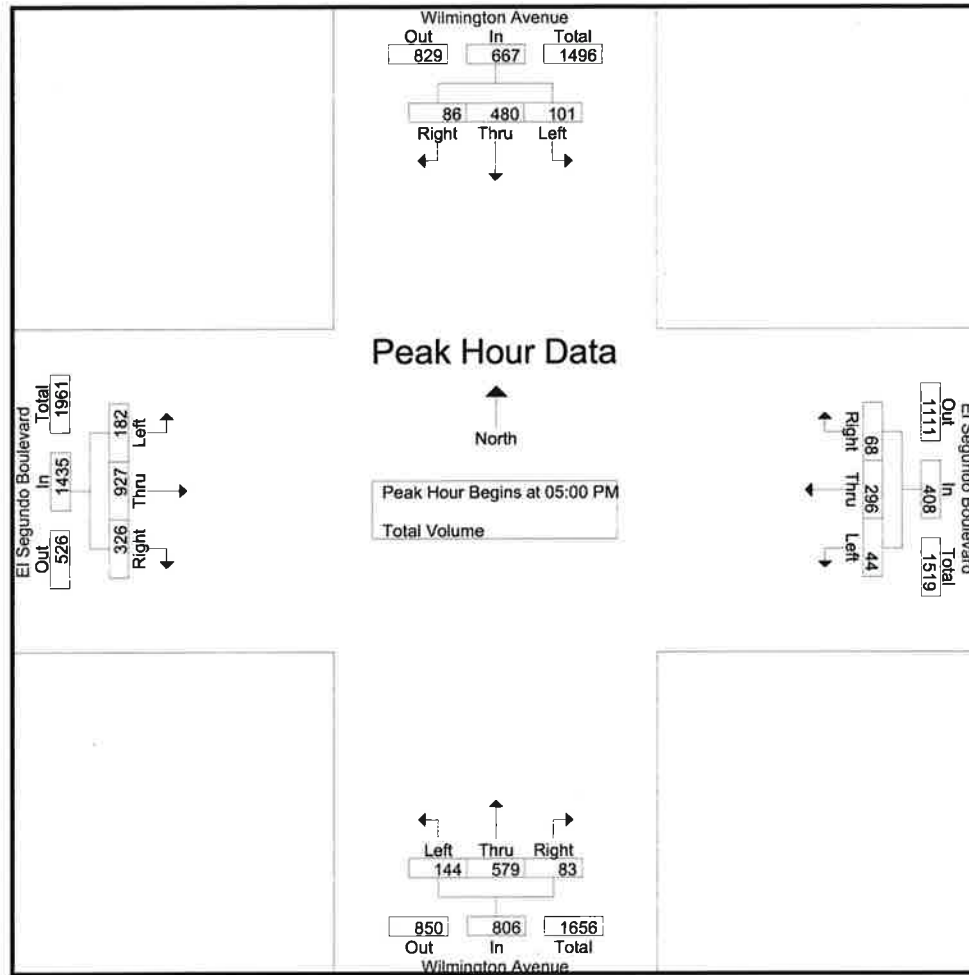 Wilmington Avenue
Out In Total
829 667 1496
86 480 101
Right Thru Left
Peak Hour Data
North
Peak Hour Begins at 05:00 PM
Total Volume
El Segundo Boulevard
Out In Total
526 1435 1961
326 927 182
Right Thru Left
El Segundo Boulevard
Out In Total
1111 408 1519
68 296 44
Right Thru Left
Left Thru Right
144 579 83
850 806 1656
Out In Total
Wilmington Avenue